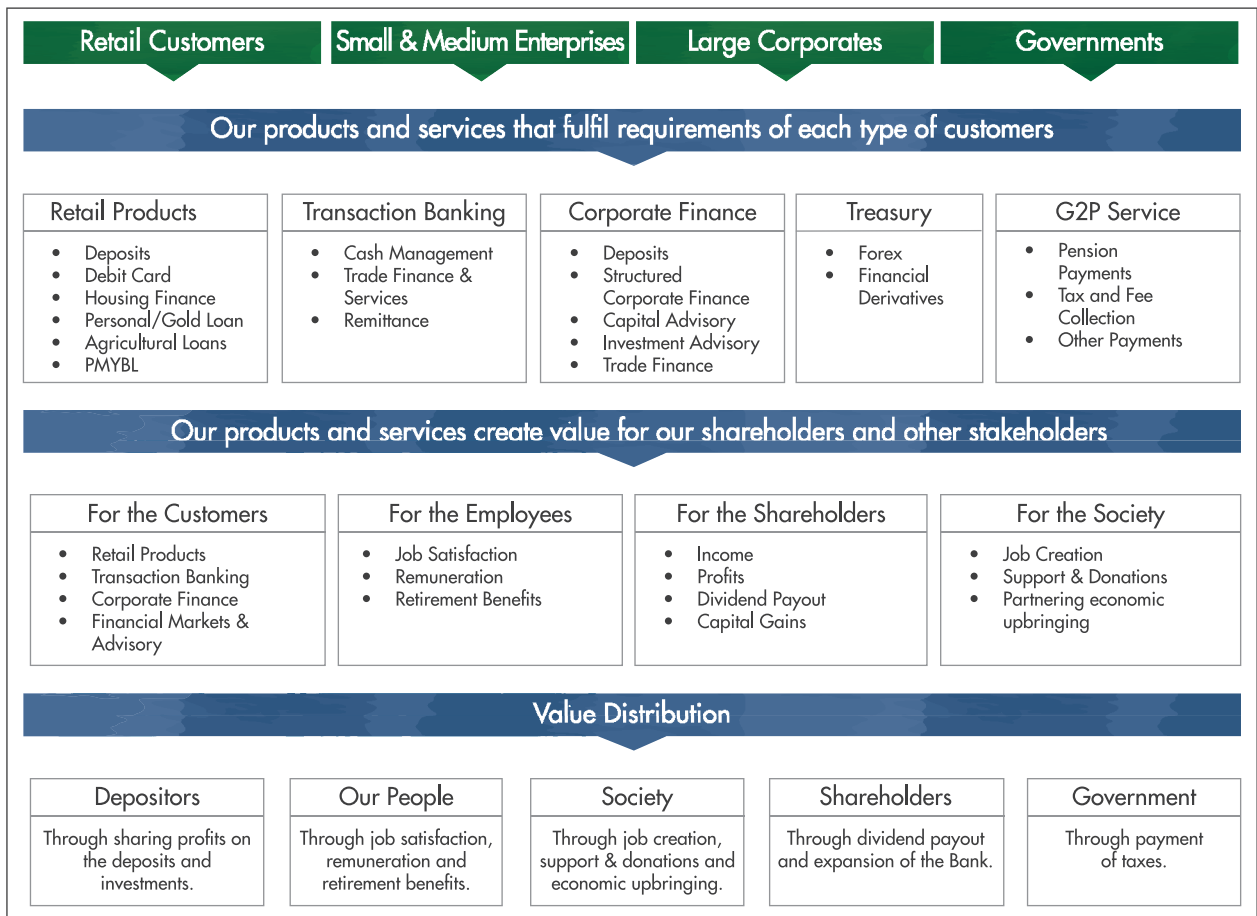 Retail Customers
Small & Medium Enterprises
Large Corporates
Governments
Our products and services that fulfil requirements of each type of customers
Retail Products
• Deposits
• Debit Card
• Housing Finance
• Personal/Gold Loan
• Agricultural Loans
• PMYBL
Transaction Banking
• Cash Management
• Trade Finance &
Services
• Remittance
Corporate Finance
• Deposits
• Structured
Corporate Finance
• Capital Advisory
• Investment Advisory
• Trade Finance
Treasury
• Forex
• Financial
Derivatives
G2P Service
• Pension
Payments
• Tax and Fee
Collection
• Other Payments
Our products and services create value for our shareholders and other stakeholders
For the Customers
• Retail Products
• Transaction Banking
• Corporate Finance
• Financial Markets &
Advisory
For the Employees
• Job Satisfaction
• Remuneration
• Retirement Benefits
For the Shareholders
• Income
• Profits
• Dividend Payout
• Capital Gains
For the Society
• Job Creation
• Support & Donations
• Partnering economic
upbringing
Value Distribution
Depositors
Through sharing profits on
the deposits and
investments.
Our People
Through job satisfaction,
remuneration and
retirement benefits.
Society
Through job creation,
support & donations and
economic upbringing.
Shareholders
Through dividend payout
and expansion of the Bank.
Government
Through payment
of taxes.